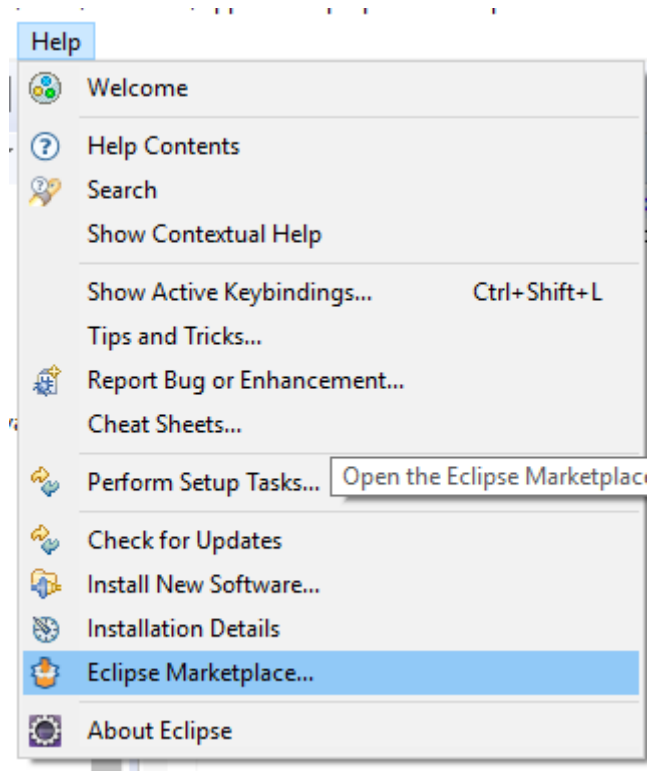 Help
Welcome
Help Contents
Search
Show Contextual Help
Show Active Keybindings... Ctrl+Shift+L
Tips and Tricks...
Report Bug or Enhancement...
Cheat Sheets...
Perform Setup Tasks... Open the Eclipse Marketplac
Check for Updates
Install New Software...
Installation Details
Eclipse Marketplace...
About Eclipse